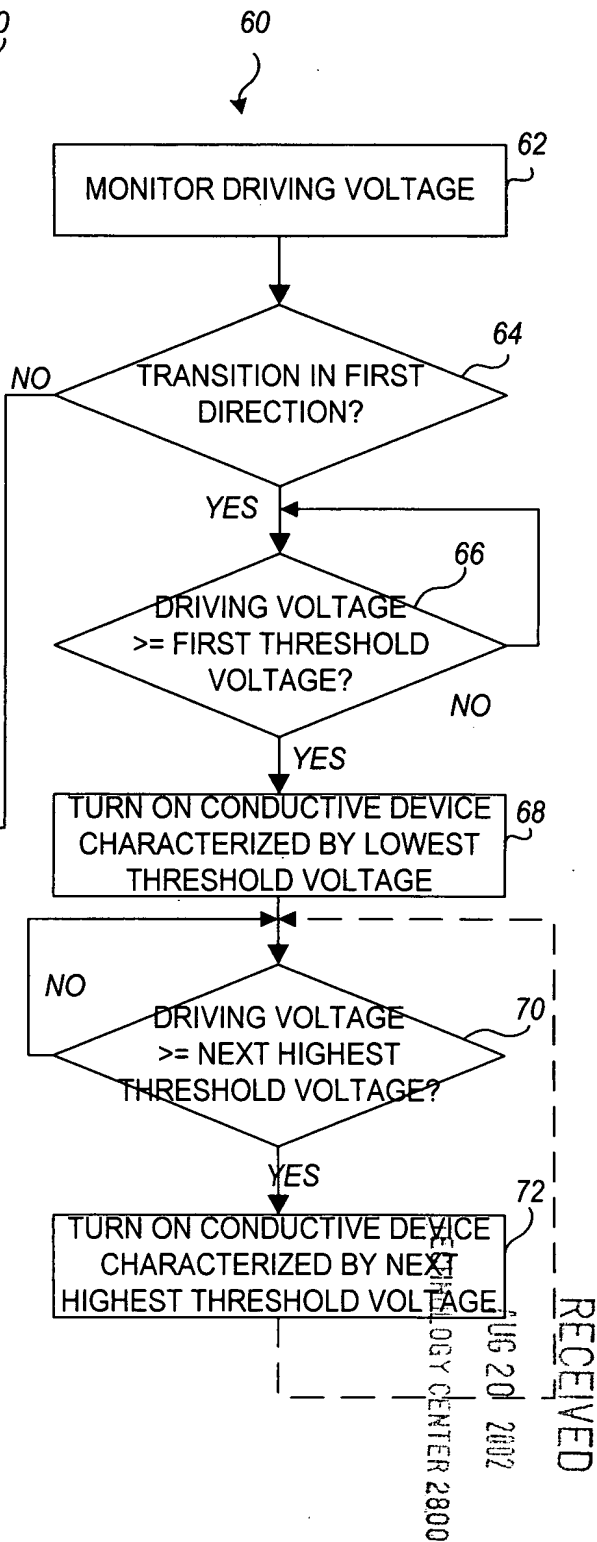 60
62
MONITOR DRIVING VOLTAGE
64
NO
TRANSITION IN FIRST
DIRECTION?
YES
66
DRIVING VOLTAGE
>= FIRST THRESHOLD
VOLTAGE?
NO
YES
68
TURN ON CONDUCTIVE DEVICE
CHARACTERIZED BY LOWEST
THRESHOLD VOLTAGE
NO
70
DRIVING VOLTAGE
>= NEXT HIGHEST
THRESHOLD VOLTAGE?
YES
72
TURN ON CONDUCTIVE DEVICE
CHARACTERIZED BY NEXT
HIGHEST THRESHOLD VOLTAGE
RECEIVED
AUG 20 2002
CENTER 2800